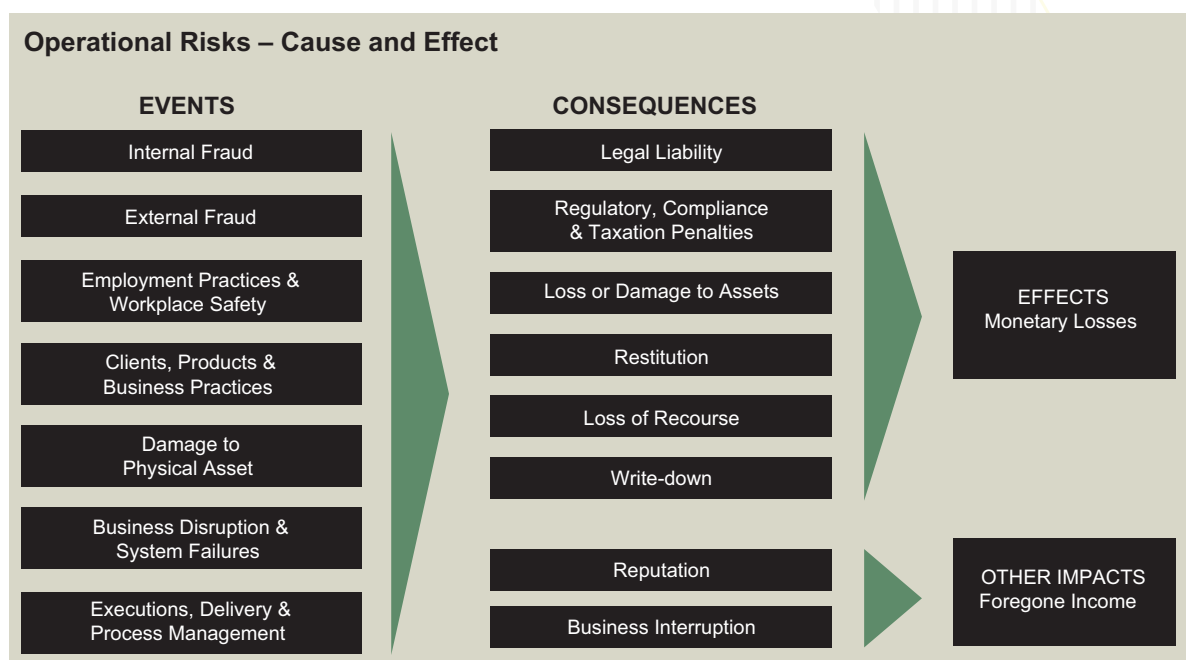 Operational Risks – Cause and Effect
EVENTS
Internal Fraud
External Fraud
Employment Practices &
Workplace Safety
Clients, Products &
Business Practices
Damage to
Physical Asset
Business Disruption &
System Failures
Executions, Delivery &
Process Management
CONSEQUENCES
Legal Liability
Regulatory, Compliance
& Taxation Penalties
Loss or Damage to Assets
Restitution
Loss of Recourse
Write-down
Reputation
Business Interruption
EFFECTS
Monetary Losses
OTHER IMPACTS
Foregone Income